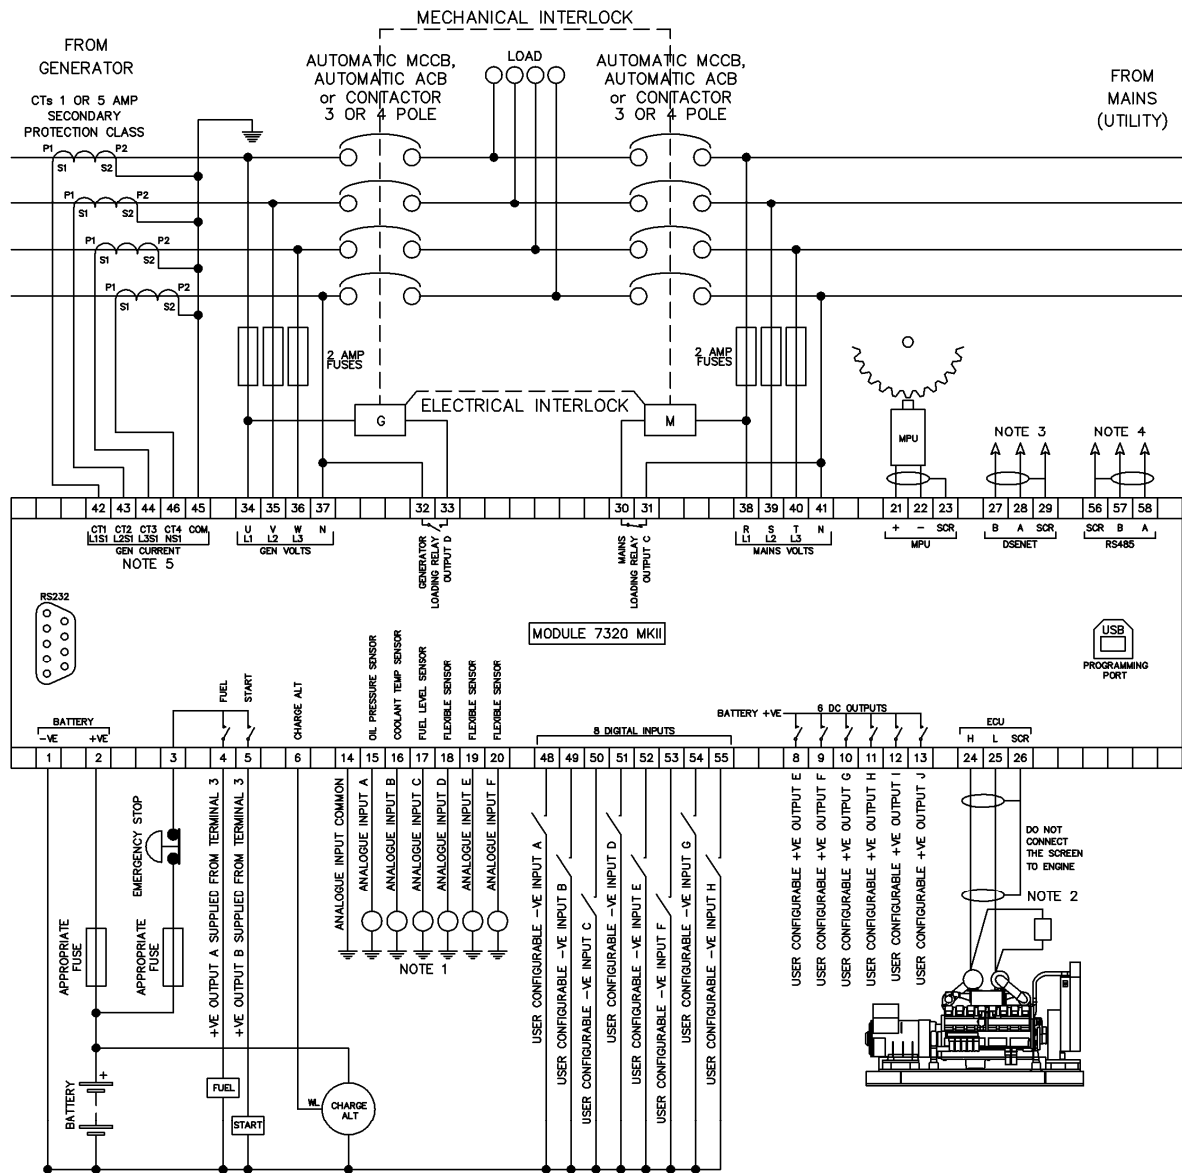 MECHANICAL INTERLOCK
FROM
GENERATOR
AUTOMATIC MCCB,
AUTOMATIC ACB
or CONTACTOR
3 OR 4 POLE
LOAD
AUTOMATIC MCCB,
AUTOMATIC ACB
or CONTACTOR
3 OR 4 POLE
FROM
MAINS
(UTILITY)
CTs 1 OR 5 AMP
SECONDARY
PROTECTION CLASS
P1 P2
S1 S2
P1 P2
S1 S2
P1 P2
S1 S2
P1 P2
S1 S2
2 AMP
FUSES
2 AMP
FUSES
ELECTRICAL INTERLOCK
G
M
MPU
NOTE 3
NOTE 4
42 43 44 46 45 34 35 36 37 32 33 30 31 38 39 40 41 21 22 23 27 28 29 56 57 58
CT1 CT2 CT3 CT4 COM
L1S1 L2S1 L3S1 NS1
GEN CURRENT
NOTE 5
U V W N
L1 L2 L3
GEN VOLTS
GENERATOR
LOADING RELAY
OUTPUT D
MAINS
LOADING RELAY
OUTPUT C
R S T N
L1 L2 L3
MAINS VOLTS
+ − SCR
MPU
B A SCR
DSENET
SCR B A
RS485
RS232
MODULE 7320 MKII
USB
PROGRAMMING
PORT
BATTERY
−VE +VE
FUEL
START
CHARGE ALT
OIL PRESSURE SENSOR
COOLANT TEMP SENSOR
FUEL LEVEL SENSOR
FLEXIBLE SENSOR
FLEXIBLE SENSOR
FLEXIBLE SENSOR
8 DIGITAL INPUTS
BATTERY +VE
6 DC OUTPUTS
ECU
H L SCR
1 2 3 4 5 6 14 15 16 17 18 19 20 48 49 50 51 52 53 54 55 8 9 10 11 12 13 24 25 26
EMERGENCY STOP
APPROPRIATE
FUSE
APPROPRIATE
FUSE
+VE OUTPUT A SUPPLIED FROM TERMINAL 3
+VE OUTPUT B SUPPLIED FROM TERMINAL 3
ANALOGUE INPUT COMMON
ANALOGUE INPUT A
ANALOGUE INPUT B
ANALOGUE INPUT C
ANALOGUE INPUT D
ANALOGUE INPUT E
ANALOGUE INPUT F
NOTE 1
USER CONFIGURABLE −VE INPUT A
USER CONFIGURABLE −VE INPUT B
USER CONFIGURABLE −VE INPUT C
USER CONFIGURABLE −VE INPUT D
USER CONFIGURABLE −VE INPUT E
USER CONFIGURABLE −VE INPUT F
USER CONFIGURABLE −VE INPUT G
USER CONFIGURABLE −VE INPUT H
USER CONFIGURABLE +VE OUTPUT E
USER CONFIGURABLE +VE OUTPUT F
USER CONFIGURABLE +VE OUTPUT G
USER CONFIGURABLE +VE OUTPUT H
USER CONFIGURABLE +VE OUTPUT I
USER CONFIGURABLE +VE OUTPUT J
DO NOT
CONNECT
THE SCREEN
TO ENGINE
NOTE 2
BATTERY
+
FUEL
START
WL
CHARGE
ALT